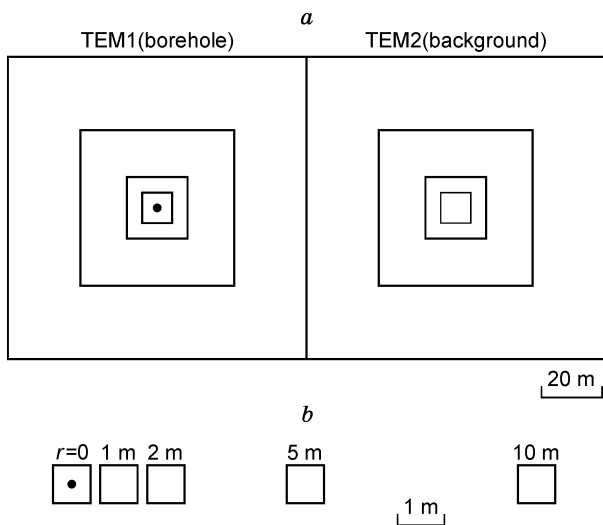 a
TEM1(borehole) TEM2(background)
20 m
b
r=0 1 m 2 m 5 m 10 m
1 m